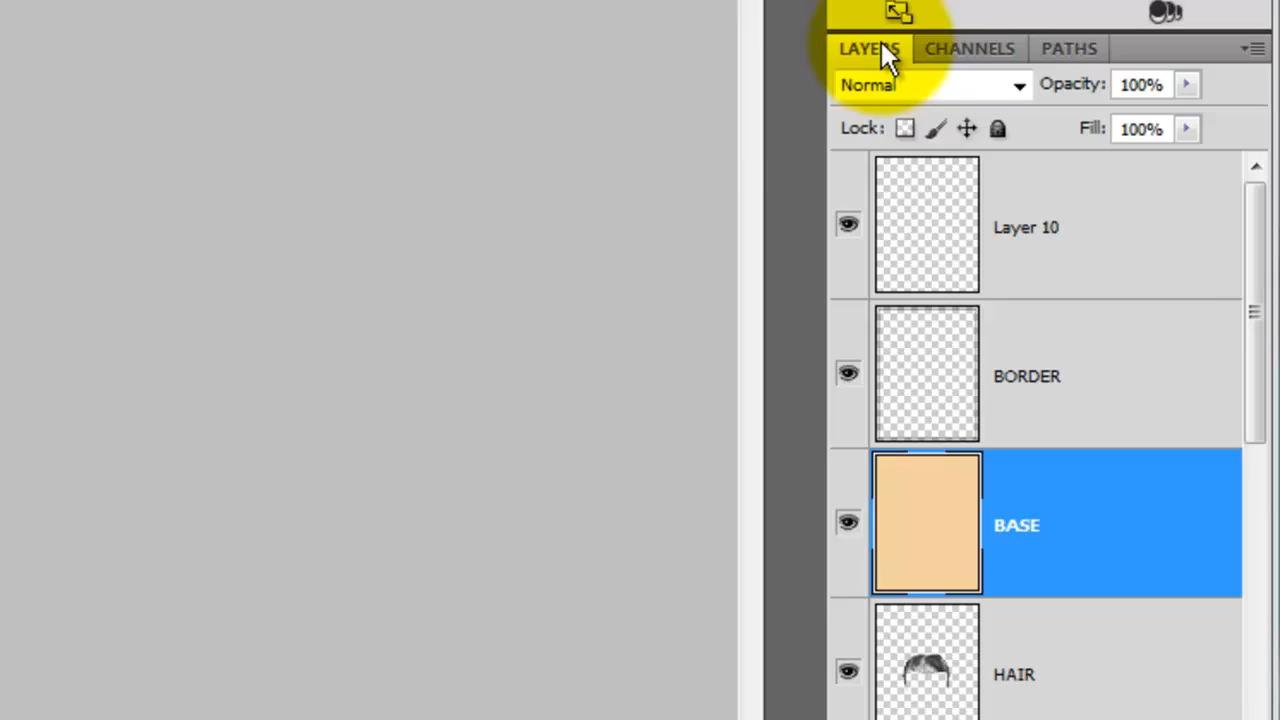 LAYERS CHANNELS PATHS
Normal Opacity: 100%
Lock: Fill: 100%
Layer 10
BORDER
BASE
HAIR